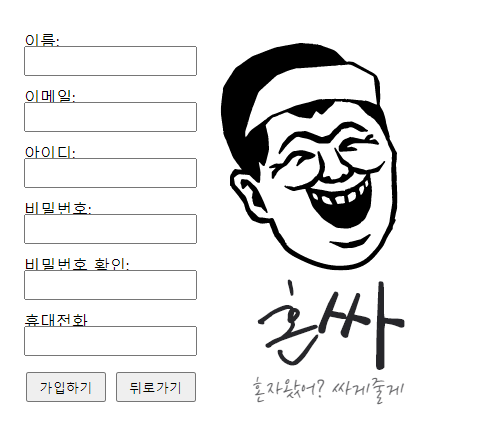 이름:
이메일:
아이디:
비밀번호:
비밀번호 확인:
휴대전화
가입하기 뒤로가기
혼싸
혼자왔어? 싸게줄게